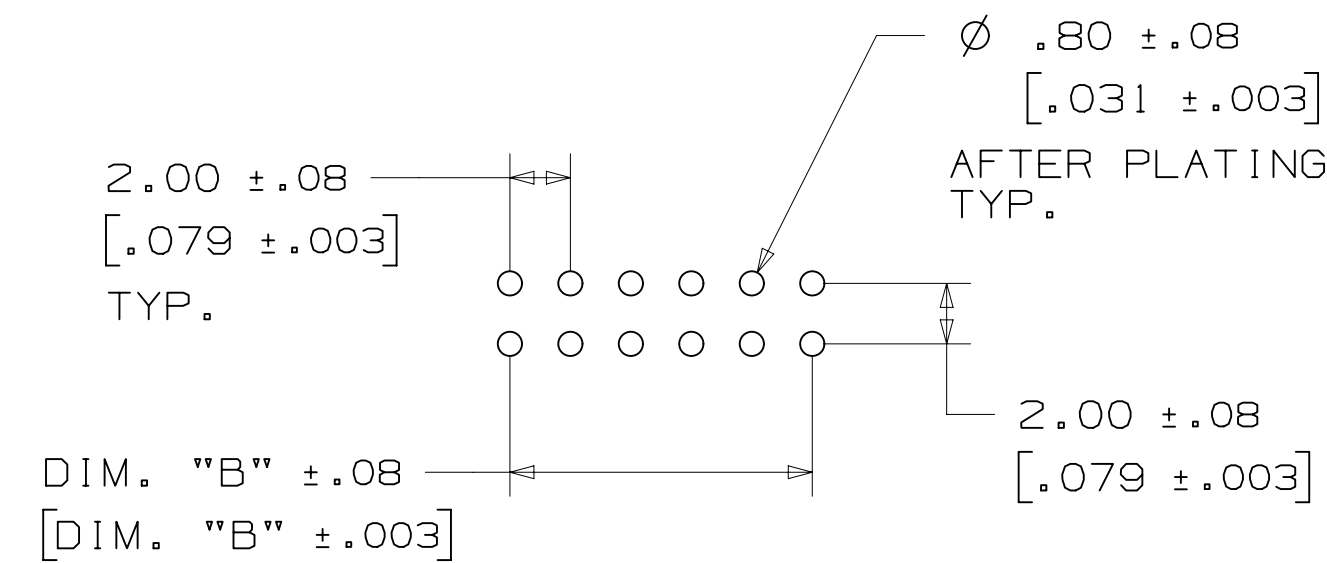 Ø .80 ±.08
[.031 ±.003]
AFTER PLATING
TYP.
2.00 ±.08
[.079 ±.003]
TYP.
2.00 ±.08
[.079 ±.003]
DIM. "B" ±.08
[DIM. "B" ±.003]